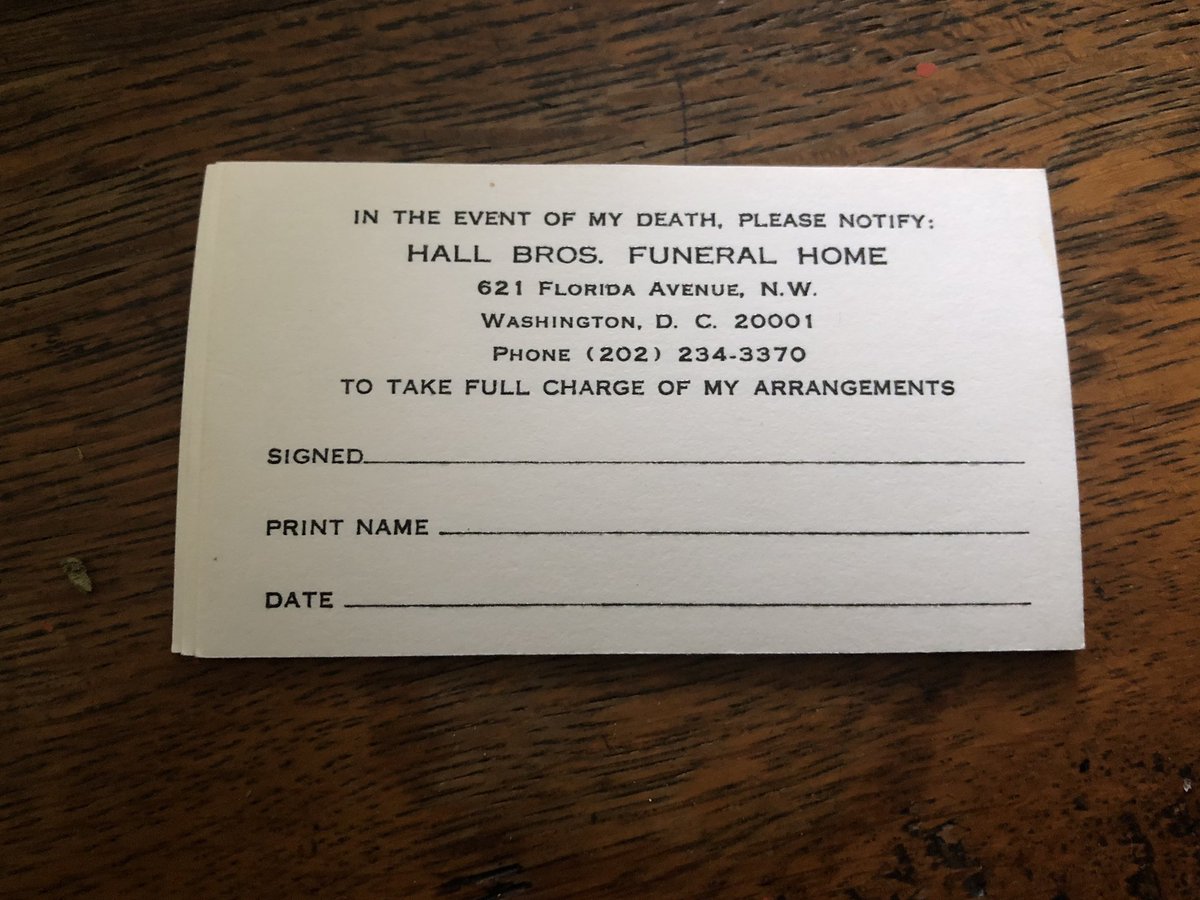 IN THE EVENT OF MY DEATH, PLEASE NOTIFY:
HALL BROS. FUNERAL HOME
621 FLORIDA AVENUE, N.W.
WASHINGTON, D. C. 20001
PHONE (202) 234-3370
TO TAKE FULL CHARGE OF MY ARRANGEMENTS
SIGNED
PRINT NAME
DATE